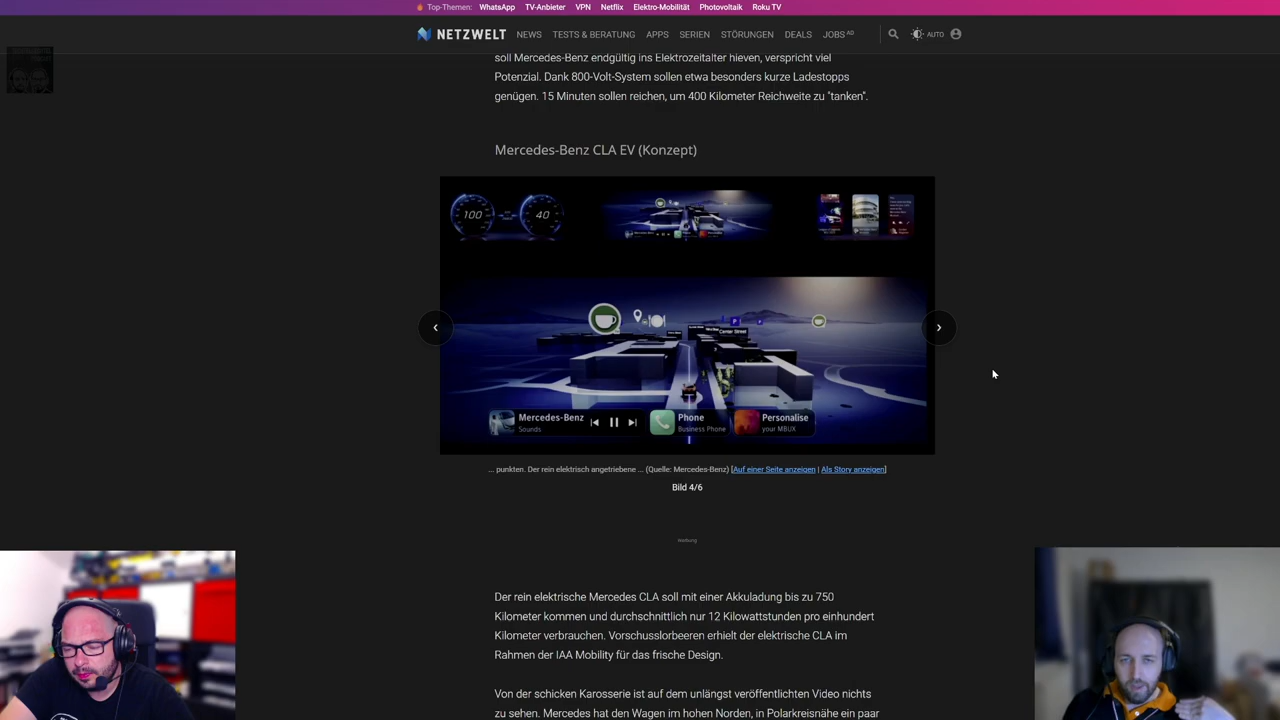 Top-Themen: WhatsApp TV-Anbieter VPN Netflix Elektro-Mobilität Photovoltaik Roku TV
NETZWELT NEWS TESTS & BERATUNG APPS SERIEN STÖRUNGEN DEALS JOBS AD AUTO
soll Mercedes-Benz endgültig ins Elektrozeitalter hieven, verspricht viel
Potenzial. Dank 800-Volt-System sollen etwa besonders kurze Ladestopps
genügen. 15 Minuten sollen reichen, um 400 Kilometer Reichweite zu "tanken".
Mercedes-Benz CLA EV (Konzept)
100 40
P
Center Street
Mercedes-Benz
Sounds
Phone
Business Phone
Personalise
your MBUX
... punkten. Der rein elektrisch angetriebene ... (Quelle: Mercedes-Benz) [Auf einer Seite anzeigen | Als Story anzeigen]
Bild 4/6
Werbung
Der rein elektrische Mercedes CLA soll mit einer Akkuladung bis zu 750
Kilometer kommen und durchschnittlich nur 12 Kilowattstunden pro einhundert
Kilometer verbrauchen. Vorschusslorbeeren erhielt der elektrische CLA im
Rahmen der IAA Mobility für das frische Design.
Von der schicken Karosserie ist auf dem unlängst veröffentlichten Video nichts
zu sehen. Mercedes hat den Wagen im hohen Norden, in Polarkreisnähe ein paar